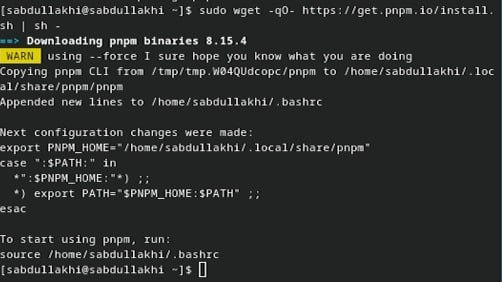 [sabdullakhi@sabdullakhi ~]$ sudo wget -qO- https://get.pnpm.io/install.
sh | sh -
==> Downloading pnpm binaries 8.15.4
 WARN  using --force I sure hope you know what you are doing
Copying pnpm CLI from /tmp/tmp.W04QUdcopc/pnpm to /home/sabdullakhi/.loc
al/share/pnpm/pnpm
Appended new lines to /home/sabdullakhi/.bashrc

Next configuration changes were made:
export PNPM_HOME="/home/sabdullakhi/.local/share/pnpm"
case ":$PATH:" in
  *":$PNPM_HOME:"*) ;;
  *) export PATH="$PNPM_HOME:$PATH" ;;
esac

To start using pnpm, run:
source /home/sabdullakhi/.bashrc
[sabdullakhi@sabdullakhi ~]$